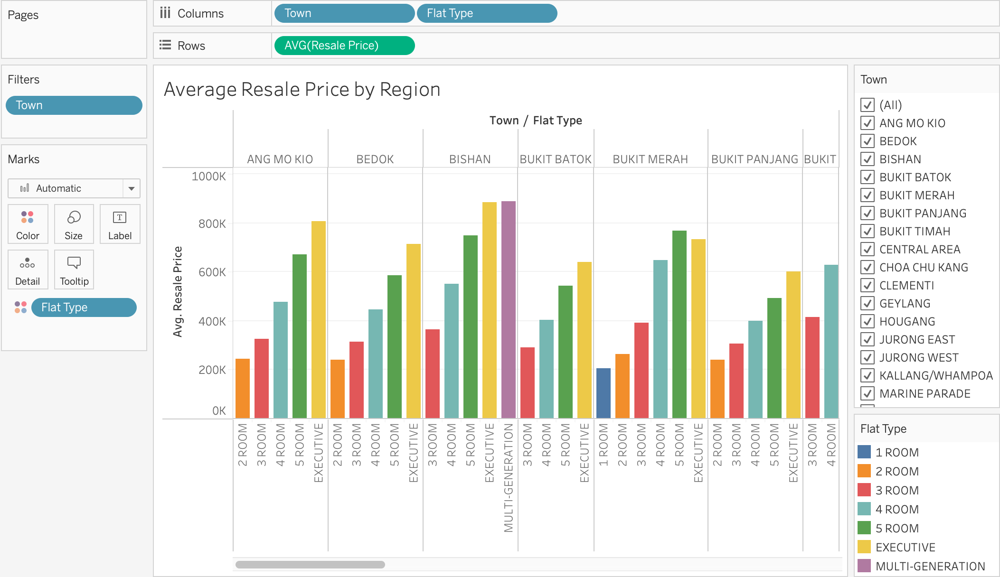 Pages
Columns
Town
Flat Type
Rows
AVG(Resale Price)
Filters
Town
Marks
Automatic
Color
Size
T
Label
Detail
Tooltip
Flat Type
Average Resale Price by Region
Town / Flat Type
ANG MO KIO
BEDOK
BISHAN
BUKIT BATOK
BUKIT MERAH
BUKIT PANJANG
BUKIT
Avg. Resale Price
1000K
800K
600K
400K
200K
0K
2 ROOM
3 ROOM
4 ROOM
5 ROOM
EXECUTIVE
2 ROOM
3 ROOM
4 ROOM
5 ROOM
EXECUTIVE
3 ROOM
4 ROOM
5 ROOM
EXECUTIVE
MULTI-GENERATION
3 ROOM
4 ROOM
5 ROOM
EXECUTIVE
1 ROOM
2 ROOM
3 ROOM
4 ROOM
5 ROOM
EXECUTIVE
2 ROOM
3 ROOM
4 ROOM
5 ROOM
EXECUTIVE
3 ROOM
4 ROOM
Town
(All)
ANG MO KIO
BEDOK
BISHAN
BUKIT BATOK
BUKIT MERAH
BUKIT PANJANG
BUKIT TIMAH
CENTRAL AREA
CHOA CHU KANG
CLEMENTI
GEYLANG
HOUGANG
JURONG EAST
JURONG WEST
KALLANG/WHAMPOA
MARINE PARADE
Flat Type
1 ROOM
2 ROOM
3 ROOM
4 ROOM
5 ROOM
EXECUTIVE
MULTI-GENERATION